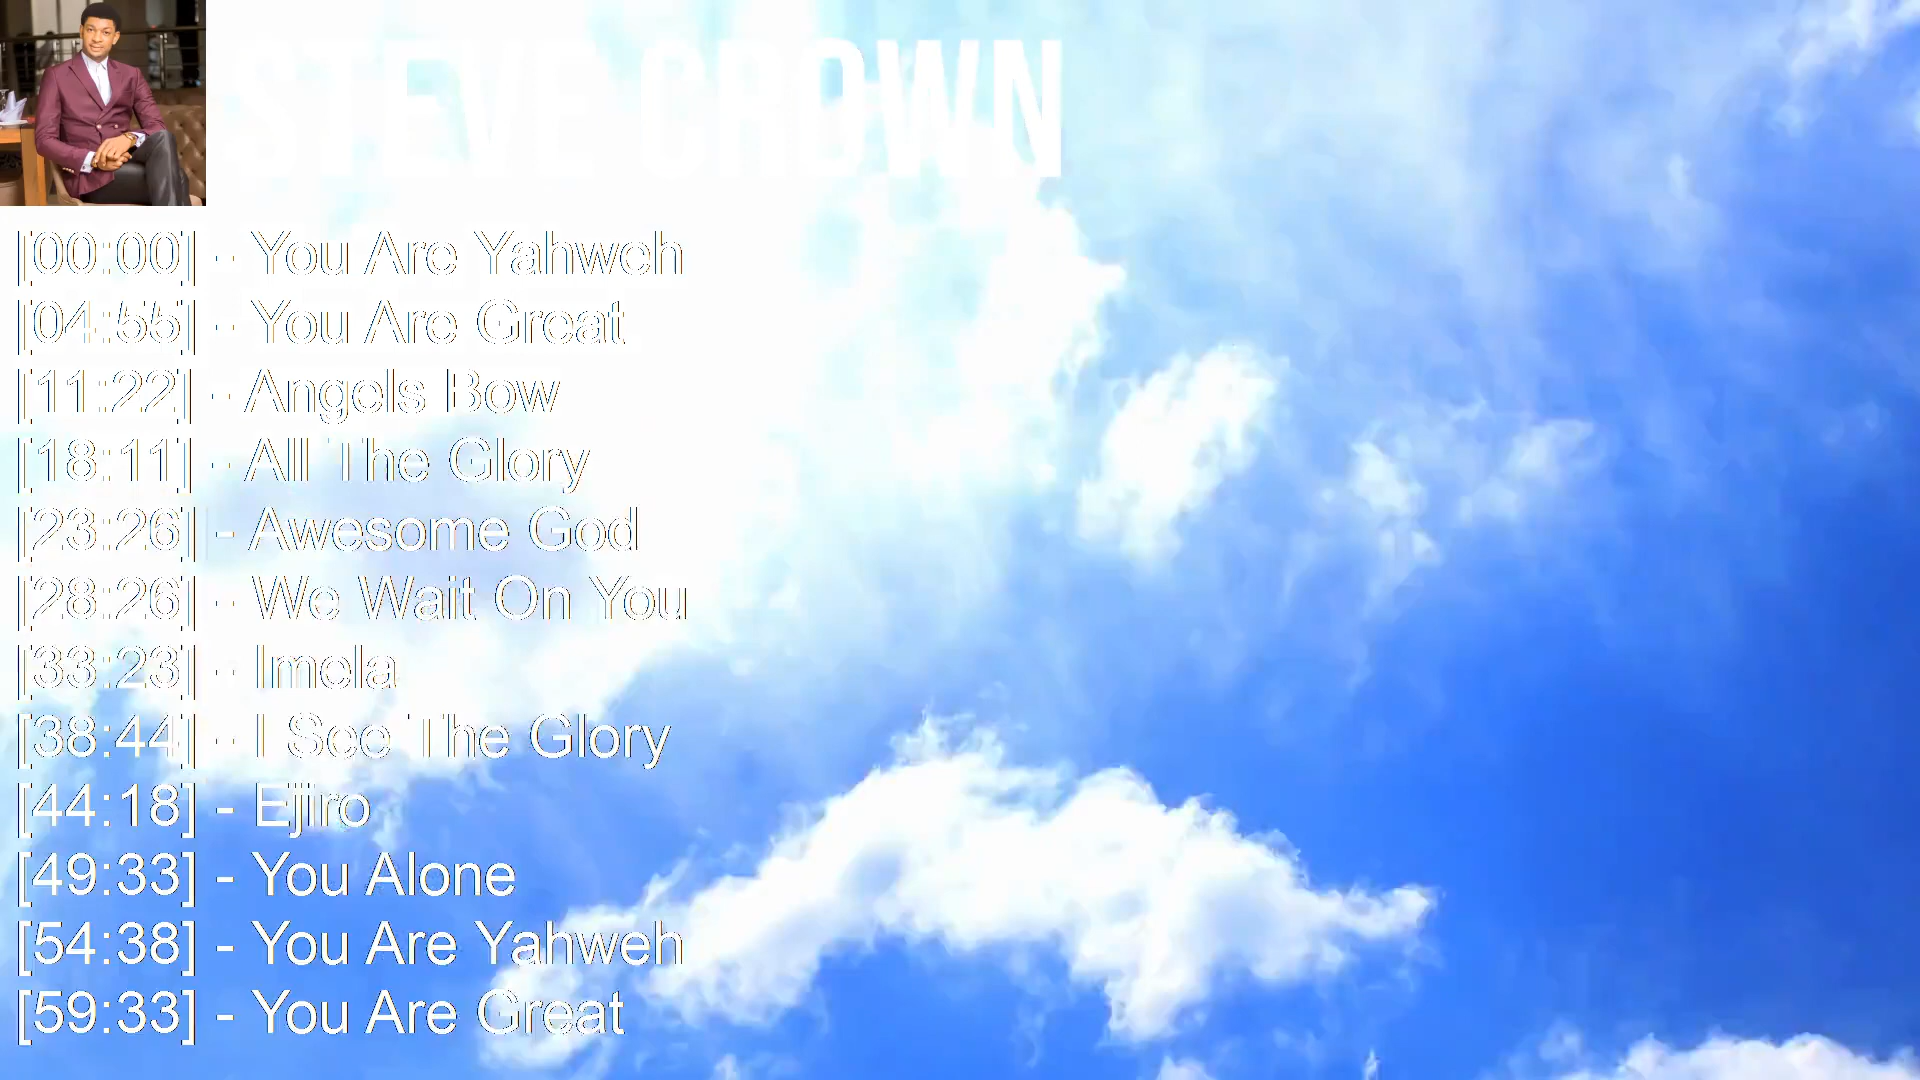 STEVE CROWN
[00:00] - You Are Yahweh
[04:55] - You Are Great
[11:22] - Angels Bow
[18:11] - All The Glory
[23:26] - Awesome God
[28:26] - We Wait On You
[33:23] - Imela
[38:44] - I See The Glory
[44:18] - Ejiro
[49:33] - You Alone
[54:38] - You Are Yahweh
[59:33] - You Are Great